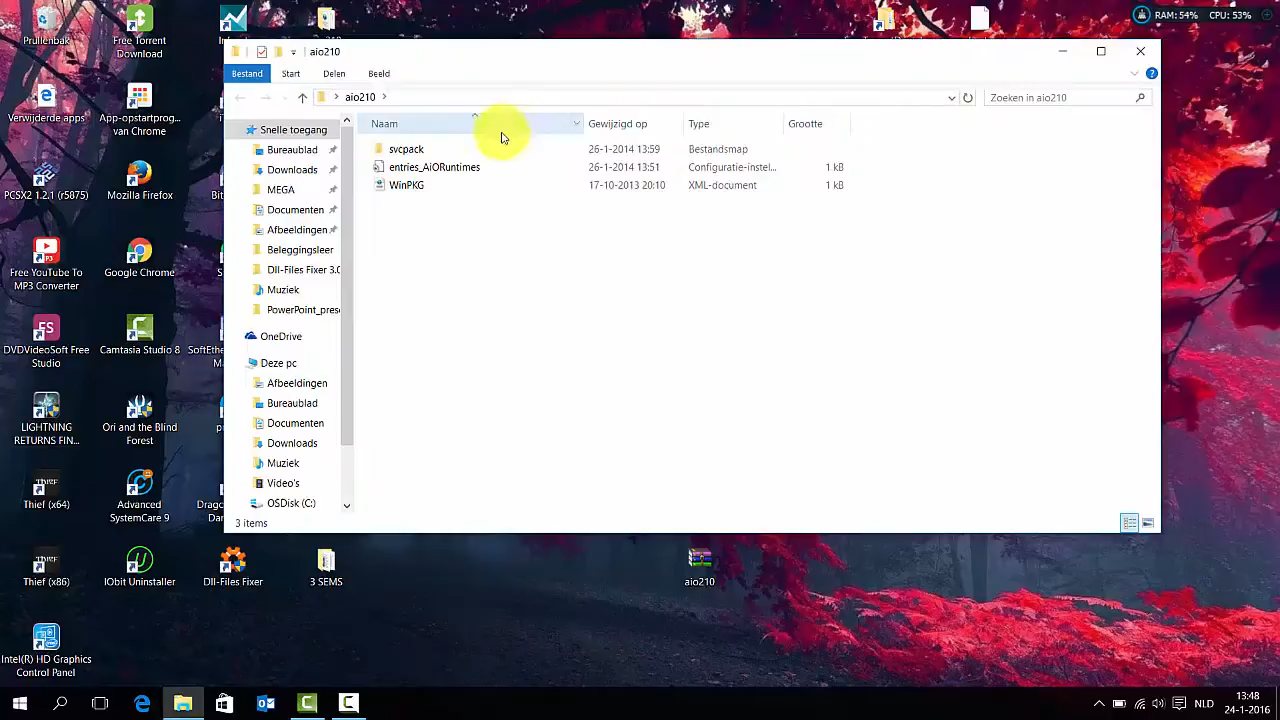 RAM: 54% CPU: 53%
Prullenbak
Free Torrent
Download
aio210
Bestand Start Delen Beeld
aio210
Zoeken in aio210
Naam Gewijzigd op Type Grootte
svcpack 26-1-2014 13:59 Bestandsmap
entries_AiORuntimes 26-1-2014 13:51 Configuratie-instel... 1 kB
WinPKG 17-10-2013 20:10 XML-document 1 kB
Snelle toegang
Bureaublad
Downloads
MEGA
Documenten
Afbeeldingen
Beleggingsleer
Dll-Files Fixer 3.0
Muziek
PowerPoint_pres
OneDrive
Deze pc
Afbeeldingen
Bureaublad
Documenten
Downloads
Muziek
Video's
OSDisk (C:)
3 items
Verwijderde apps
App-opstartprog...
van Chrome
PCSX2 1.2.1 (r5875)
Mozilla Firefox
Bit
Free YouTube To
MP3 Converter
Google Chrome
DVDVideoSoft Free
Studio
Camtasia Studio 8
SoftEthe
Ma
LIGHTNING
RETURNS FIN...
Ori and the Blind
Forest
Thief (x64)
Advanced
SystemCare 9
Drago
Dar
Thief (x86)
IObit Uninstaller
Dll-Files Fixer
3 SEMS
aio210
Intel(R) HD Graphics
Control Panel
NLD
13:48
24-1-2016